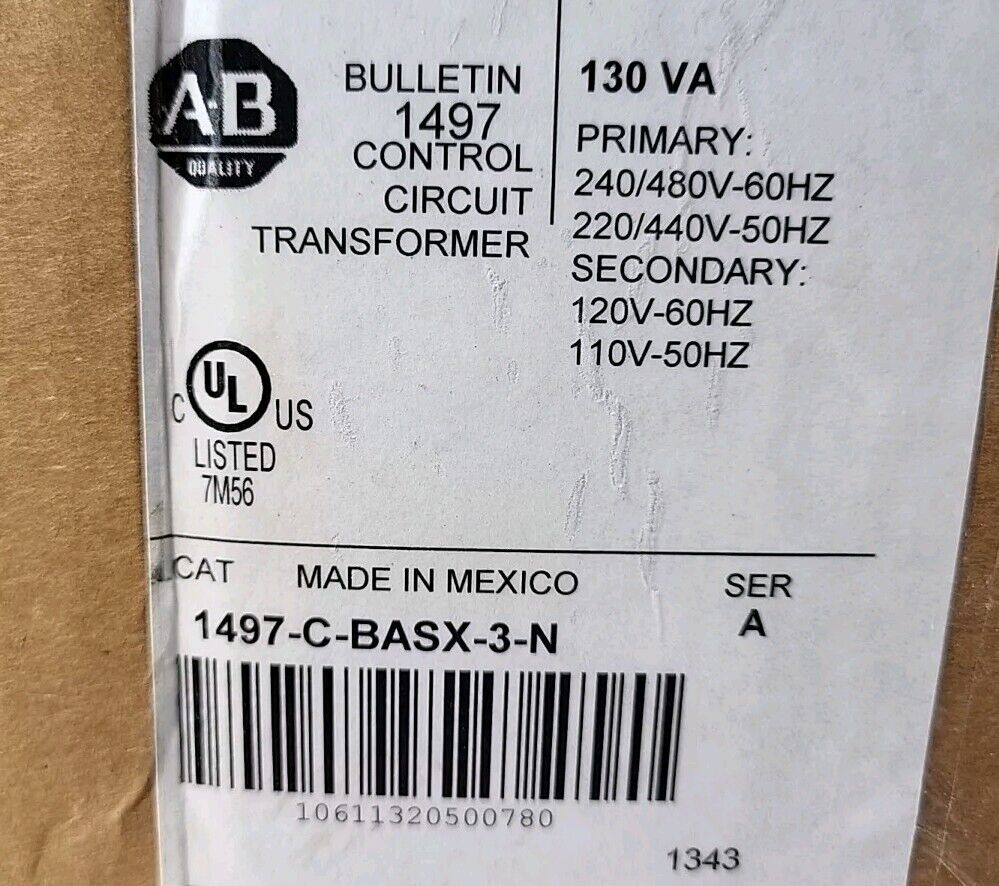 A-B
QUALITY
BULLETIN
1497
CONTROL
CIRCUIT
TRANSFORMER
130 VA
PRIMARY:
240/480V-60HZ
220/440V-50HZ
SECONDARY:
120V-60HZ
110V-50HZ
C UL US
LISTED
7M56
CAT MADE IN MEXICO SER
1497-C-BASX-3-N A
10611320500780
1343